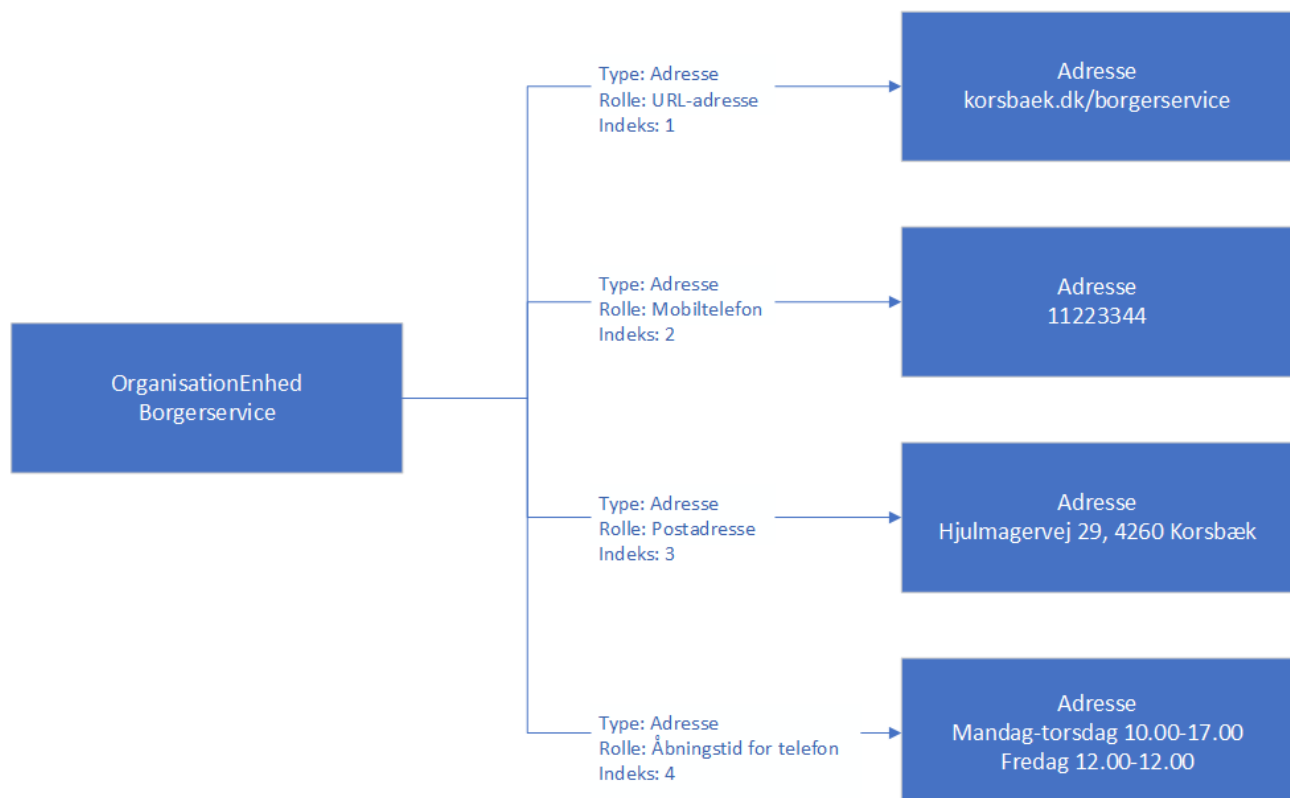 OrganisationEnhed
Borgerservice
Type: Adresse
Rolle: URL-adresse
Indeks: 1
Adresse
korsbaek.dk/borgerservice
Type: Adresse
Rolle: Mobiltelefon
Indeks: 2
Adresse
11223344
Type: Adresse
Rolle: Postadresse
Indeks: 3
Adresse
Hjulmagervej 29, 4260 Korsbæk
Type: Adresse
Rolle: Åbningstid for telefon
Indeks: 4
Adresse
Mandag-torsdag 10.00-17.00
Fredag 12.00-12.00